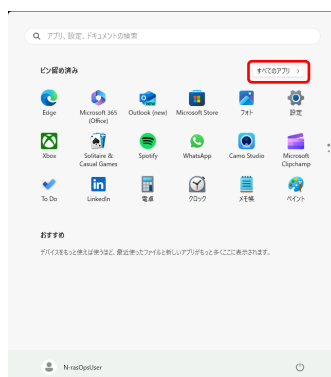 アプリ、設定、ドキュメントの検索
ピン留め済み
すべてのアプリ >
Edge
Microsoft 365 (Office)
Outlook (new)
Microsoft Store
フォト
設定
Xbox
Solitaire & Casual Games
Spotify
WhatsApp
Camo Studio
Microsoft Clipchamp
To Do
LinkedIn
電卓
クロック
メモ帳
ペイント
おすすめ
デバイスをもっと使えば使うほど、最近使ったファイルと新しいアプリがもっと多くここに表示されます。
N-rasOpsUser